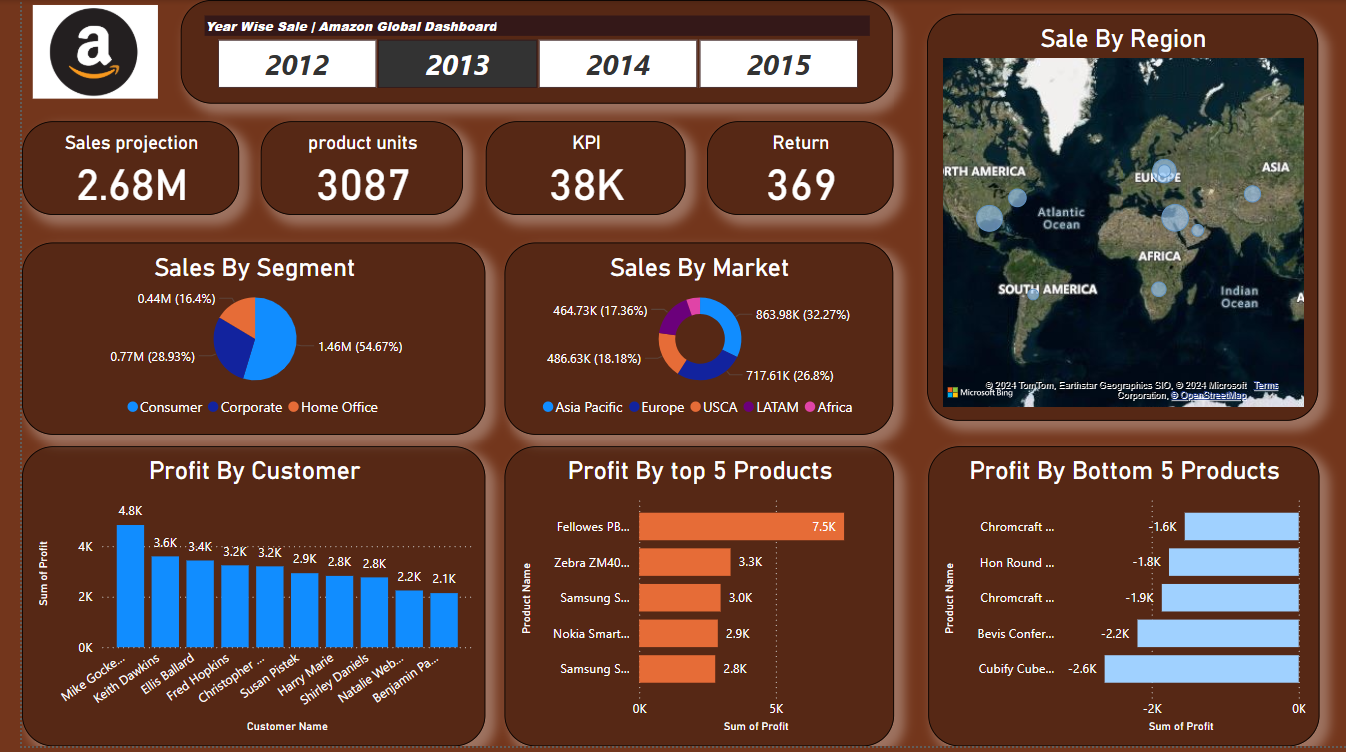 a
Year Wise Sale | Amazon Global Dashboard
2012
2013
2014
2015
Sales projection
2.68M
product units
3087
KPI
38K
Return
369
Sale By Region
RTH AMERICA
EUROPE
ASIA
Atlantic
Ocean
AFRICA
SOUTH AMERICA
Indian
Ocean
A
© 2024 TomTom, Earthstar Geographics SIO, © 2024 Microsoft Terms
Corporation, © OpenStreetMap
Microsoft Bing
Sales By Segment
0.44M (16.4%)
0.77M (28.93%)
1.46M (54.67%)
Consumer
Corporate
Home Office
Sales By Market
464.73K (17.36%)
863.98K (32.27%)
486.63K (18.18%)
717.61K (26.8%)
Asia Pacific
Europe
USCA
LATAM
Africa
Profit By Customer
Sum of Profit
4K
2K
0K
4.8K
3.6K
3.4K
3.2K
3.2K
2.9K
2.8K
2.8K
2.2K
2.1K
Mike Gocke...
Keith Dawkins
Ellis Ballard
Fred Hopkins
Christopher ...
Susan Pistek
Harry Marie
Shirley Daniels
Natalie Web...
Benjamin Pa...
Customer Name
Profit By top 5 Products
Product Name
Fellowes PB...
7.5K
Zebra ZM40...
3.3K
Samsung S...
3.0K
Nokia Smart...
2.9K
Samsung S...
2.8K
0K
5K
Sum of Profit
Profit By Bottom 5 Products
Product Name
Chromcraft ...
-1.6K
Hon Round ...
-1.8K
Chromcraft ...
-1.9K
Bevis Confer...
-2.2K
Cubify Cube...
-2.6K
-2K
0K
Sum of Profit